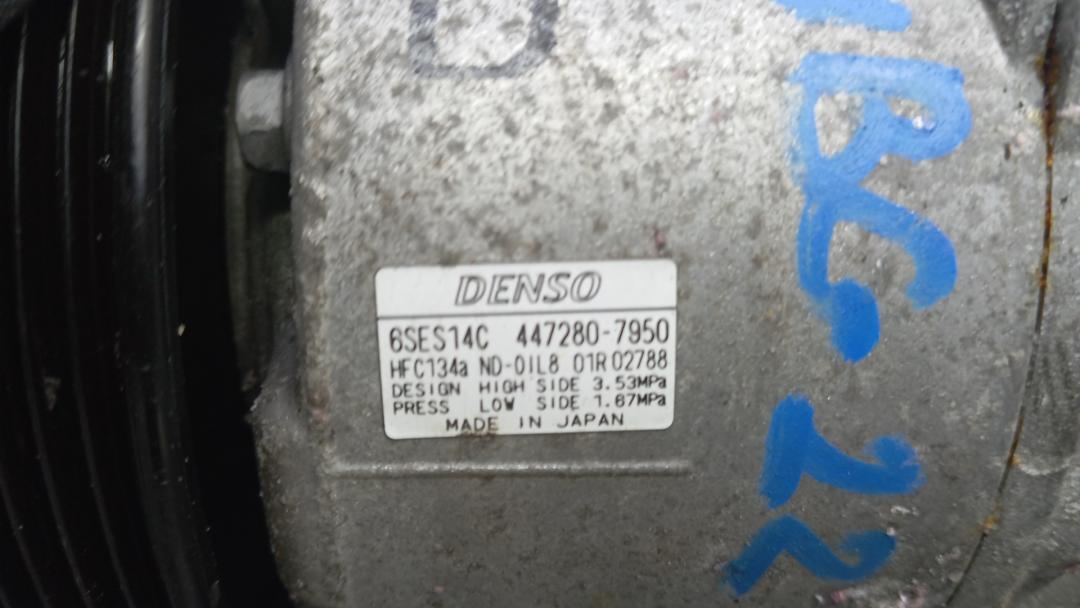 DENSO
6SES14C 447280-7950
HFC134a ND-OIL8 01R02788
DESIGN HIGH SIDE 3.53MPa
PRESS LOW SIDE 1.67MPa
MADE IN JAPAN